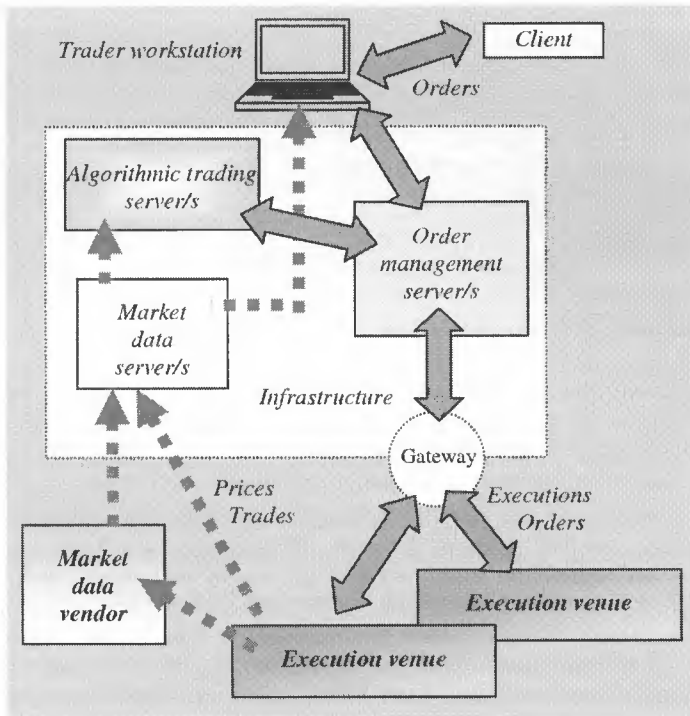 Trader workstation
Client
Orders
Algorithmic trading
server/s
Order
management
server/s
Market
data
server/s
Infrastructure
Gateway
Prices
Trades
Executions
Orders
Market
data
vendor
Execution venue
Execution venue